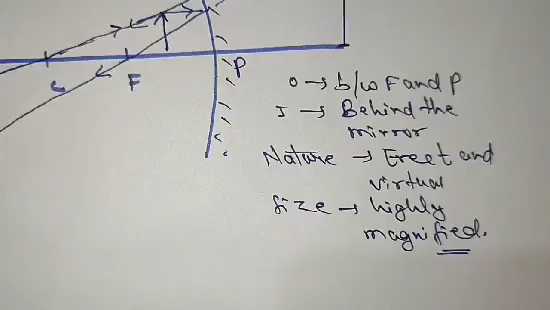 C F P
O → b/w F and P
I → Behind the
mirror
Nature → Erect and
virtual
Size → highly
magnified.